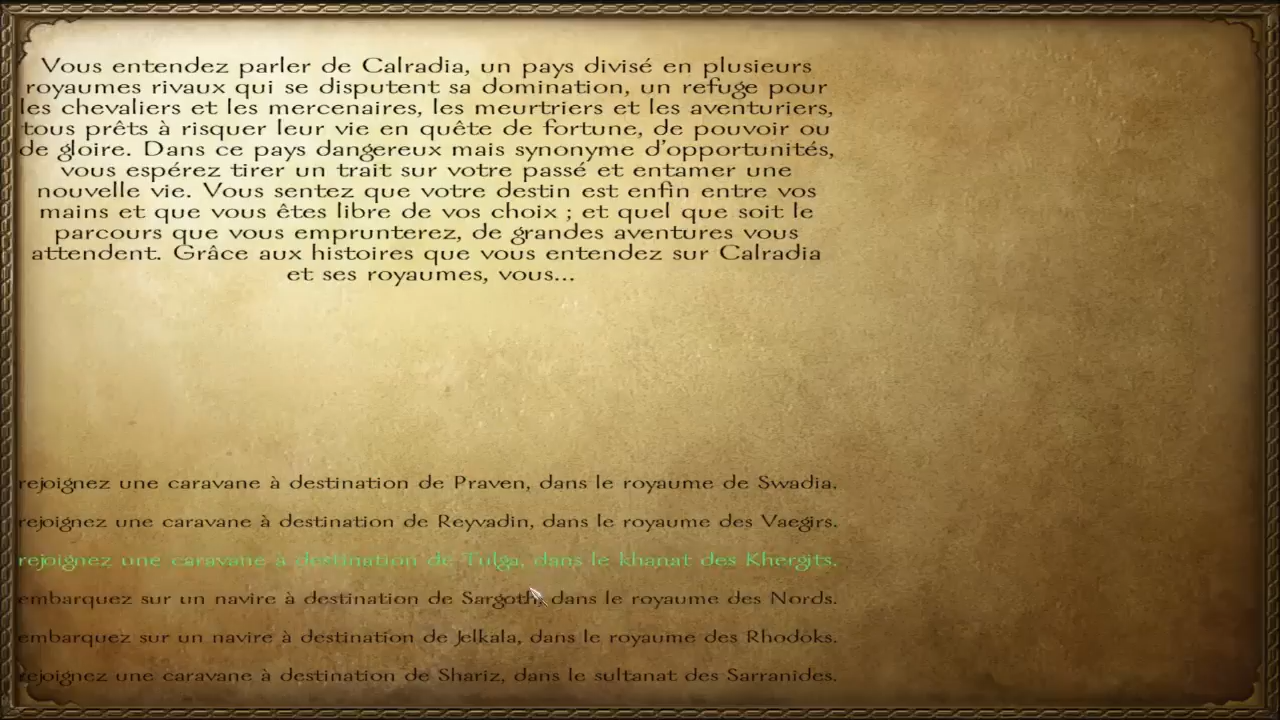 Vous entendez parler de Calradia, un pays divisé en plusieurs
royaumes rivaux qui se disputent sa domination, un refuge pour
les chevaliers et les mercenaires, les meurtriers et les aventuriers,
tous prêts à risquer leur vie en quête de fortune, de pouvoir ou
de gloire. Dans ce pays dangereux mais synonyme d'opportunités,
vous espérez tirer un trait sur votre passé et entamer une
nouvelle vie. Vous sentez que votre destin est enfin entre vos
mains et que vous êtes libre de vos choix ; et quel que soit le
parcours que vous emprunterez, de grandes aventures vous
attendent. Grâce aux histoires que vous entendez sur Calradia
et ses royaumes, vous...
rejoignez une caravane à destination de Praven, dans le royaume de Swadia.
rejoignez une caravane à destination de Reyvadin, dans le royaume des Vaegirs.
rejoignez une caravane à destination de Tulga, dans le khanat des Khergits.
embarquez sur un navire à destination de Sargoth, dans le royaume des Nords.
embarquez sur un navire à destination de Jelkala, dans le royaume des Rhodoks.
rejoignez une caravane à destination de Shariz, dans le sultanat des Sarranides.